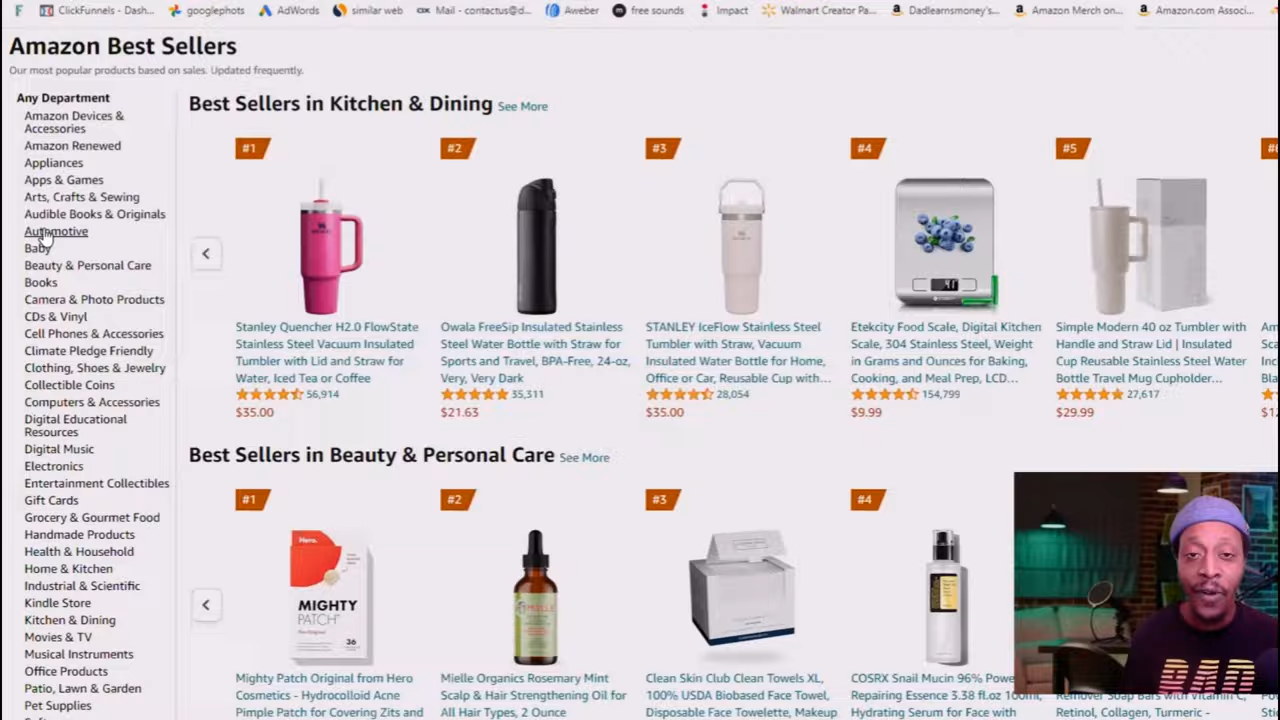 ClickFunnels - Dash...
googlephots
AdWords
similar web
Mail - contactus@d...
Aweber
free sounds
Impact
Walmart Creator Pa...
Dadlearnsmoney's...
Amazon Merch on...
Amazon.com Associ...
Amazon Best Sellers
Our most popular products based on sales. Updated frequently.
Any Department
Amazon Devices &
Accessories
Amazon Renewed
Appliances
Apps & Games
Arts, Crafts & Sewing
Audible Books & Originals
Automotive
Baby
Beauty & Personal Care
Books
Camera & Photo Products
CDs & Vinyl
Cell Phones & Accessories
Climate Pledge Friendly
Clothing, Shoes & Jewelry
Collectible Coins
Computers & Accessories
Digital Educational
Resources
Digital Music
Electronics
Entertainment Collectibles
Gift Cards
Grocery & Gourmet Food
Handmade Products
Health & Household
Home & Kitchen
Industrial & Scientific
Kindle Store
Kitchen & Dining
Movies & TV
Musical Instruments
Office Products
Patio, Lawn & Garden
Pet Supplies
Best Sellers in Kitchen & Dining See More
#1
Stanley Quencher H2.0 FlowState
Stainless Steel Vacuum Insulated
Tumbler with Lid and Straw for
Water, Iced Tea or Coffee
56,914
$35.00
#2
Owala FreeSip Insulated Stainless
Steel Water Bottle with Straw for
Sports and Travel, BPA-Free, 24-oz,
Very, Very Dark
35,311
$21.63
#3
STANLEY IceFlow Stainless Steel
Tumbler with Straw, Vacuum
Insulated Water Bottle for Home,
Office or Car, Reusable Cup with...
28,054
$35.00
#4
Etekcity Food Scale, Digital Kitchen
Scale, 304 Stainless Steel, Weight
in Grams and Ounces for Baking,
Cooking, and Meal Prep, LCD...
154,799
$9.99
#5
Simple Modern 40 oz Tumbler with
Handle and Straw Lid | Insulated
Cup Reusable Stainless Steel Water
Bottle Travel Mug Cupholder...
27,617
$29.99
Best Sellers in Beauty & Personal Care See More
#1
Hero.
MIGHTY
PATCH
36
Mighty Patch Original from Hero
Cosmetics - Hydrocolloid Acne
Pimple Patch for Covering Zits and
#2
MIELLE
Mielle Organics Rosemary Mint
Scalp & Hair Strengthening Oil for
All Hair Types, 2 Ounce
#3
Clean Skin Club Clean Towels XL,
100% USDA Biobased Face Towel,
Disposable Face Towelette, Makeup
#4
COSRX Snail Mucin 96% Powe
Repairing Essence 3.38 fl.oz 100ml,
Hydrating Serum for Face with
Remover Soap Bars with Vitamin C,
Retinol, Collagen, Turmeric -
BAD